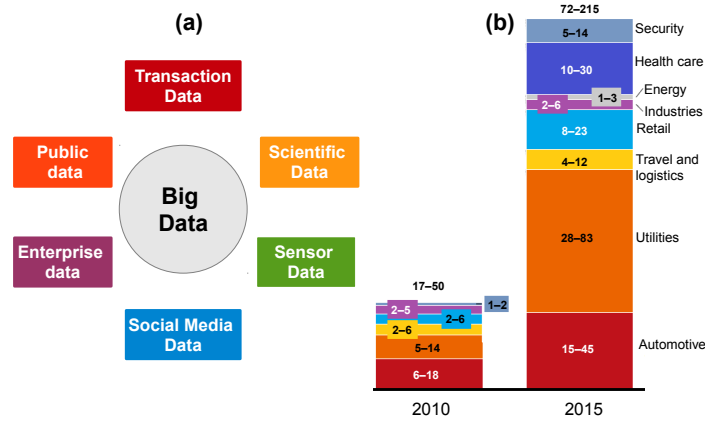 (a)
Transaction
Data
Public
data
Scientific
Data
Big
Data
Enterprise
data
Sensor
Data
Social Media
Data
(b)
72–215
5–14
Security
10–30
Health care
1–3
Energy
2–6
Industries
8–23
Retail
4–12
Travel and
logistics
28–83
Utilities
15–45
Automotive
17–50
1–2
2–5
2–6
2–6
5–14
6–18
2010
2015